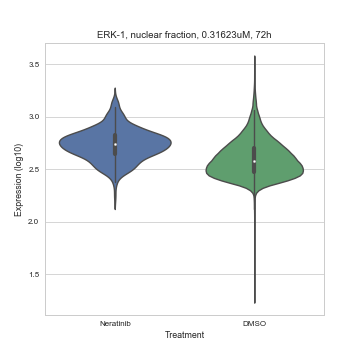 ERK-1, nuclear fraction, 0.31623uM, 72h
3.5
3.0
2.5
2.0
1.5
Expression (log10)
Neratinib
DMSO
Treatment